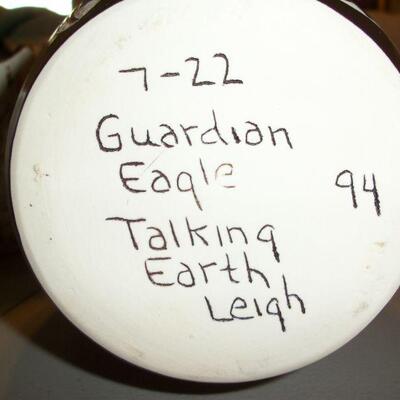 7-22
Guardian
Eagle
94
Talking
Earth
Leigh